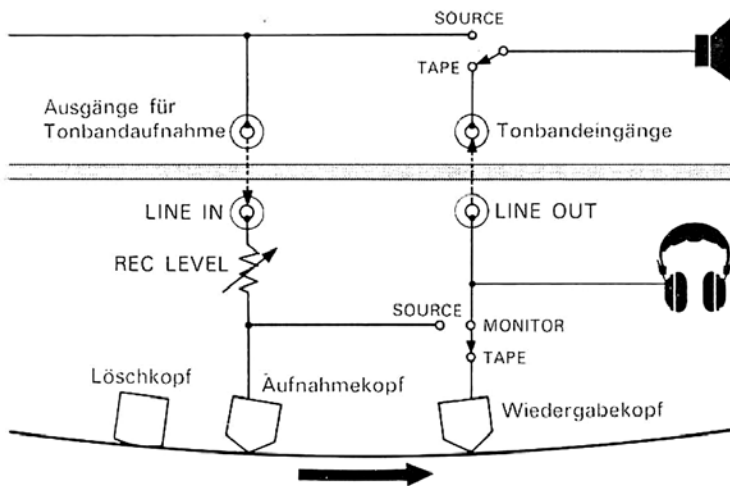 SOURCE
TAPE
Ausgänge für
Tonbandaufnahme
Tonbandeingänge
LINE IN
LINE OUT
REC LEVEL
SOURCE
MONITOR
TAPE
Löschkopf
Aufnahmekopf
Wiedergabekopf